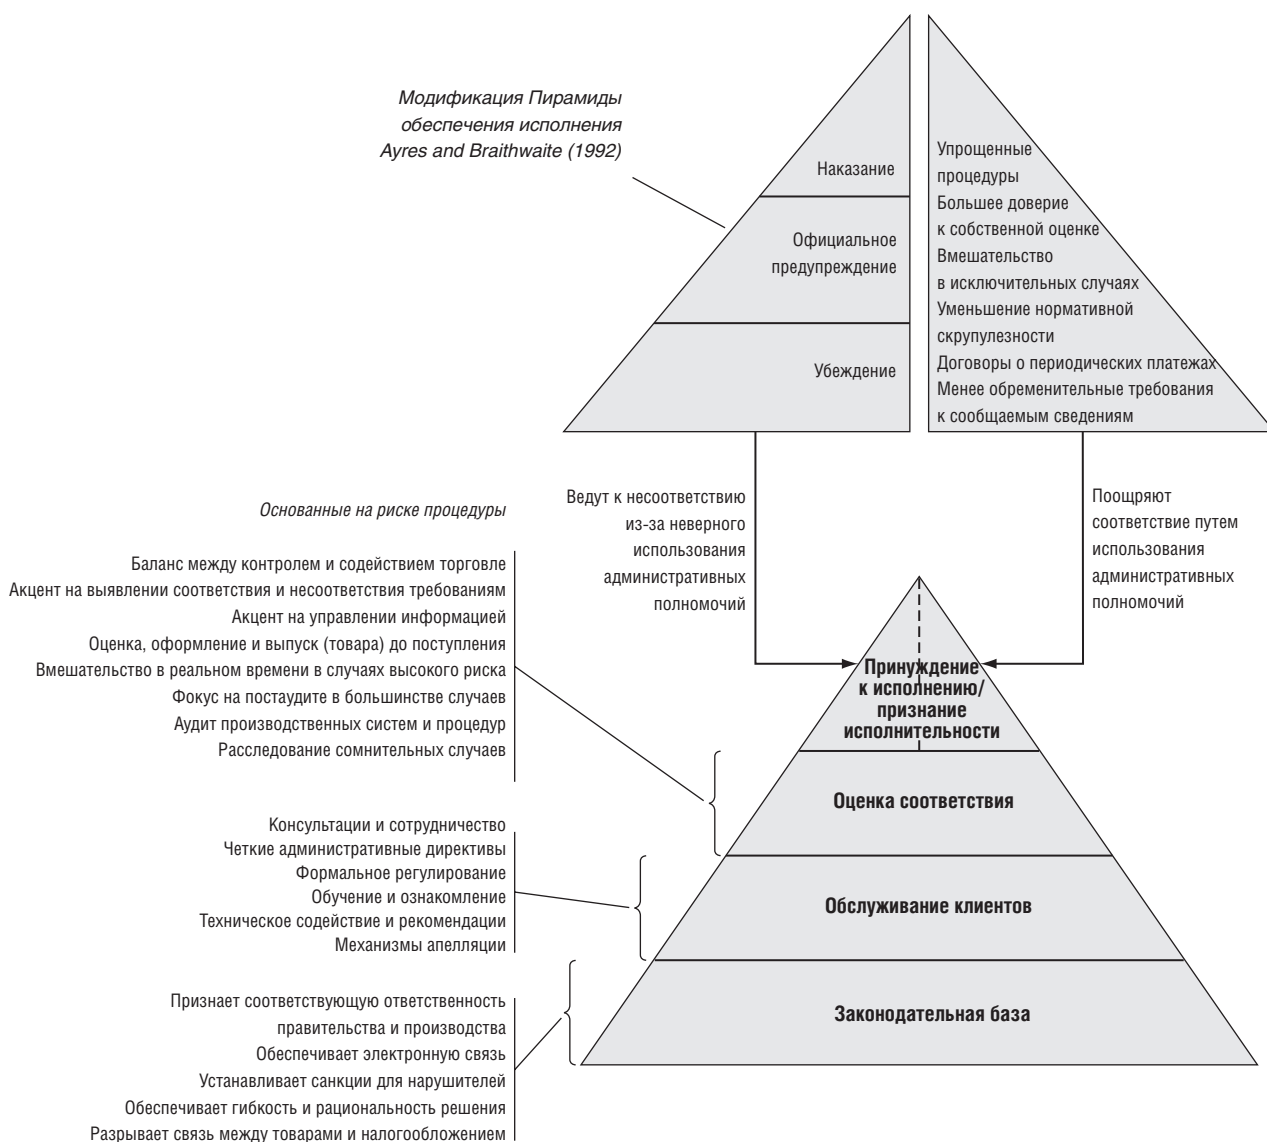 Модификация Пирамиды
обеспечения исполнения
Ayres and Braithwaite (1992)
Наказание
Официальное
предупреждение
Убеждение
Упрощенные
процедуры
Большее доверие
к собственной оценке
Вмешательство
в исключительных случаях
Уменьшение нормативной
скрупулезности
Договоры о периодических платежах
Менее обременительные требования
к сообщаемым сведениям
Ведут к несоответствию
из-за неверного
использования
административных
полномочий
Поощряют
соответствие путем
использования
административных
полномочий
Основанные на риске процедуры
Баланс между контролем и содействием торговле
Акцент на выявлении соответствия и несоответствия требованиям
Акцент на управлении информацией
Оценка, оформление и выпуск (товара) до поступления
Вмешательство в реальном времени в случаях высокого риска
Фокус на постаудите в большинстве случаев
Аудит производственных систем и процедур
Расследование сомнительных случаев
Принуждение
к исполнению/
признание
исполнительности
Оценка соответствия
Консультации и сотрудничество
Четкие административные директивы
Формальное регулирование
Обучение и ознакомление
Техническое содействие и рекомендации
Механизмы апелляции
Обслуживание клиентов
Признает соответствующую ответственность
правительства и производства
Обеспечивает электронную связь
Устанавливает санкции для нарушителей
Обеспечивает гибкость и рациональность решения
Разрывает связь между товарами и налогообложением
Законодательная база